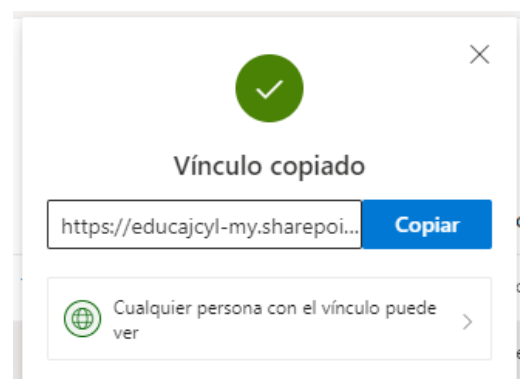 Vínculo copiado
https://educajcyl-my.sharepoi...
Copiar
Cualquier persona con el vínculo puede
ver